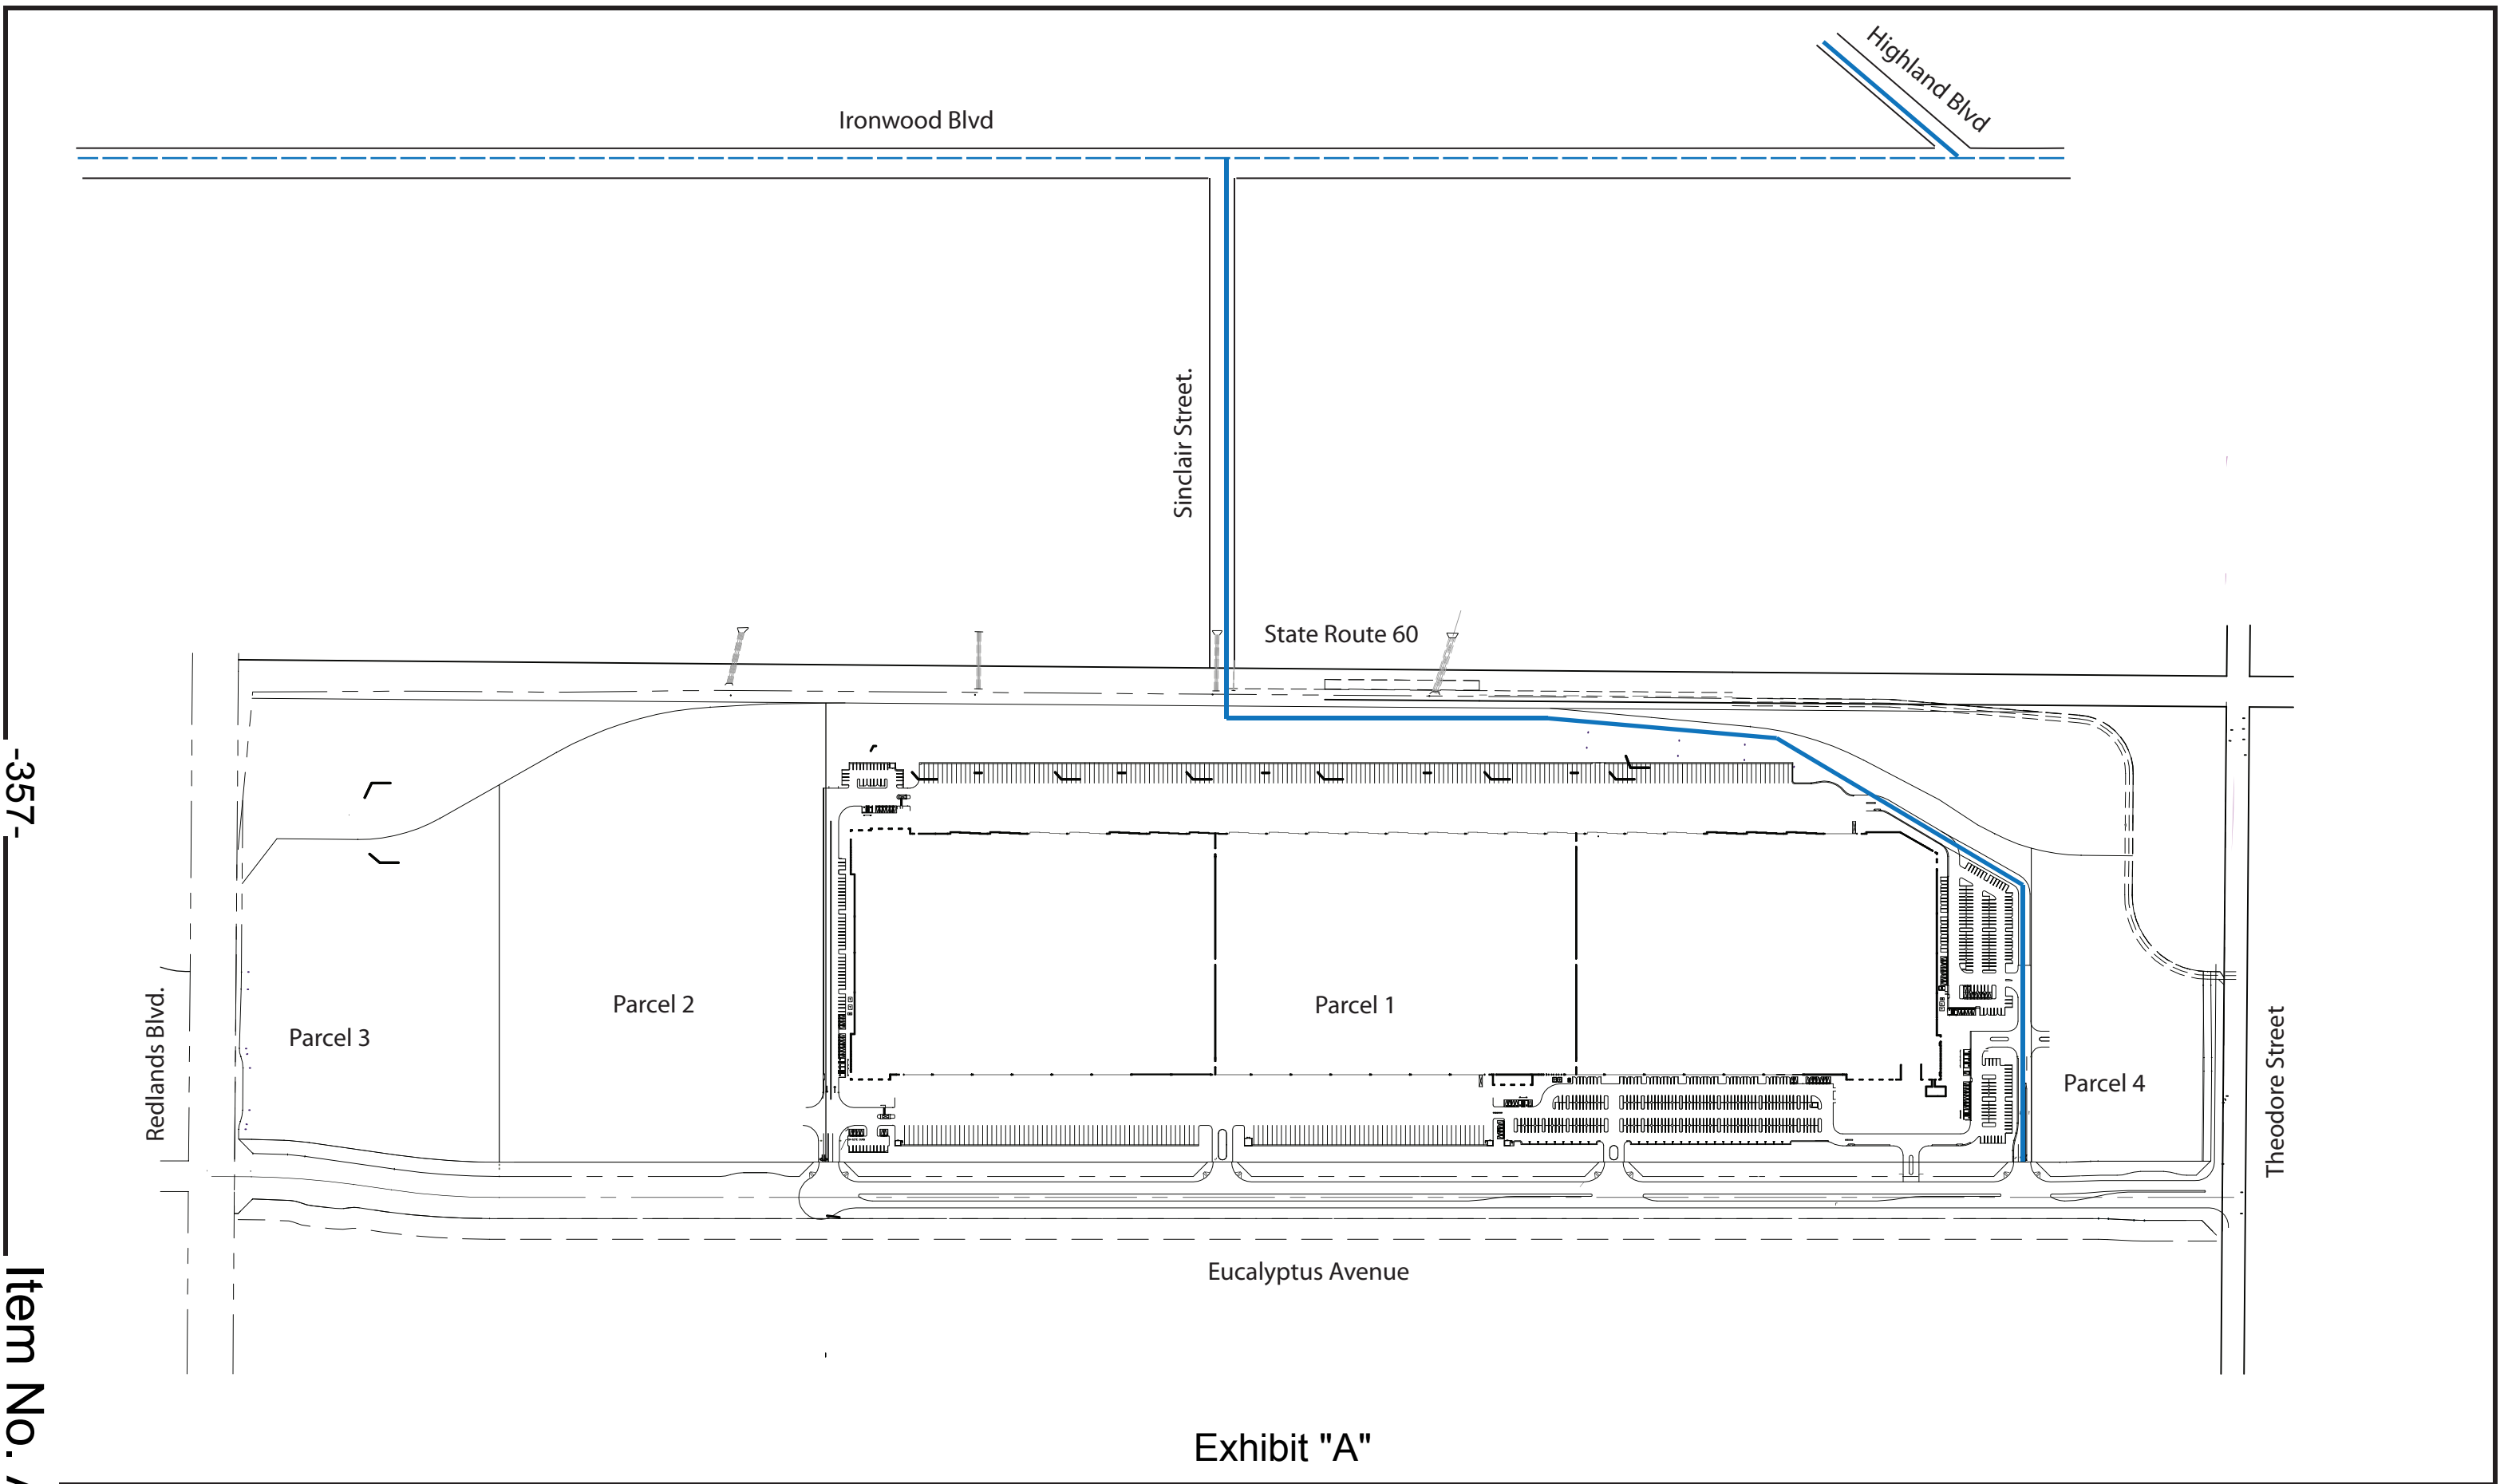 Highland Blvd
Ironwood Blvd
Sinclair Street.
State Route 60
-357-
Parcel 2
Parcel 1
Parcel 3
Redlands Blvd.
Parcel 4
Theodore Street
Eucalyptus Avenue
Item No.
Exhibit "A"